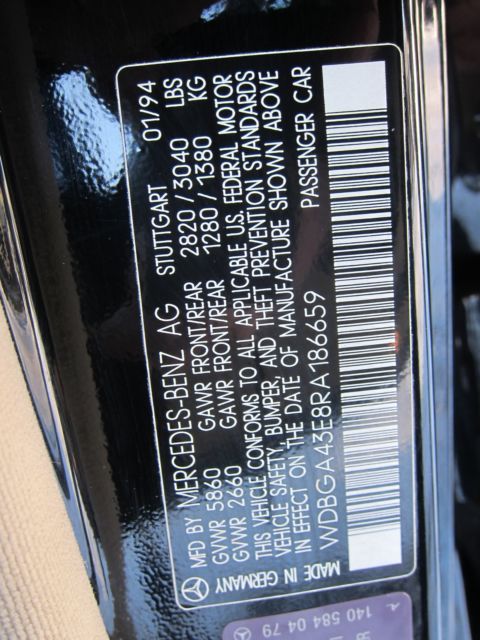 MFD BY MERCEDES-BENZ AG STUTTGART 01/94
GVWR 5860 GAWR FRONT/REAR 2820 / 3040 LBS
GVWR 2660 GAWR FRONT/REAR 1280 / 1380 KG
THIS VEHICLE CONFORMS TO ALL APPLICABLE U.S. FEDERAL MOTOR
VEHICLE SAFETY, BUMPER, AND THEFT PREVENTION STANDARDS
IN EFFECT ON THE DATE OF MANUFACTURE SHOWN ABOVE
WDBGA43E8RA186659 PASSENGER CAR
MADE IN GERMANY
140 584 04 79